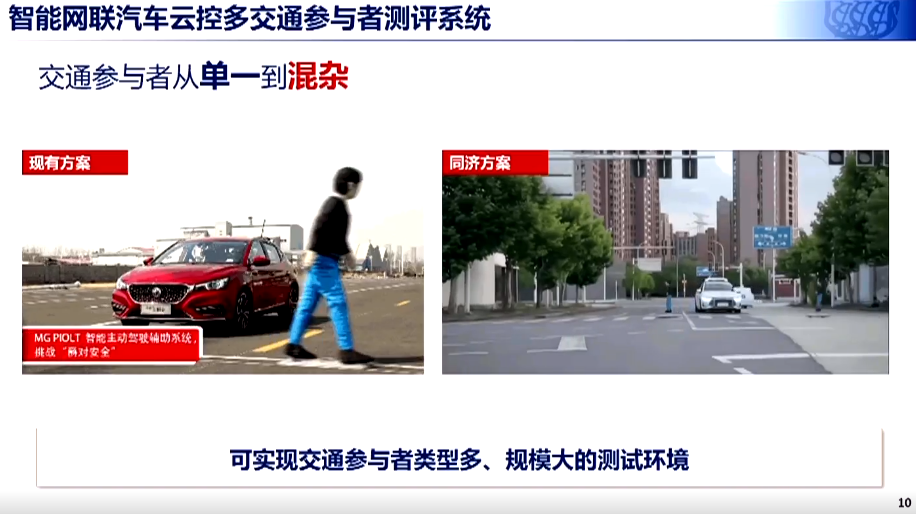 智能网联汽车云控多交通参与者测评系统
交通参与者从单一到混杂
现有方案
同济方案
MG PIOLT 智能主动驾驶辅助系统，
挑战“瞬对安全”
可实现交通参与者类型多、规模大的测试环境
10